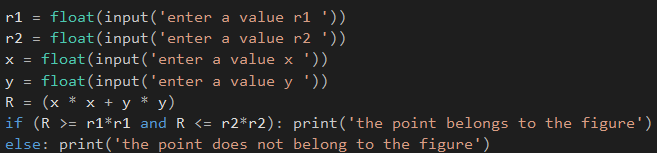 r1 = float(input('enter a value r1 '))
r2 = float(input('enter a value r2 '))
x = float(input('enter a value x '))
y = float(input('enter a value y '))
R = (x * x + y * y)
if (R >= r1*r1 and R <= r2*r2): print('the point belongs to the figure')
else: print('the point does not belong to the figure')